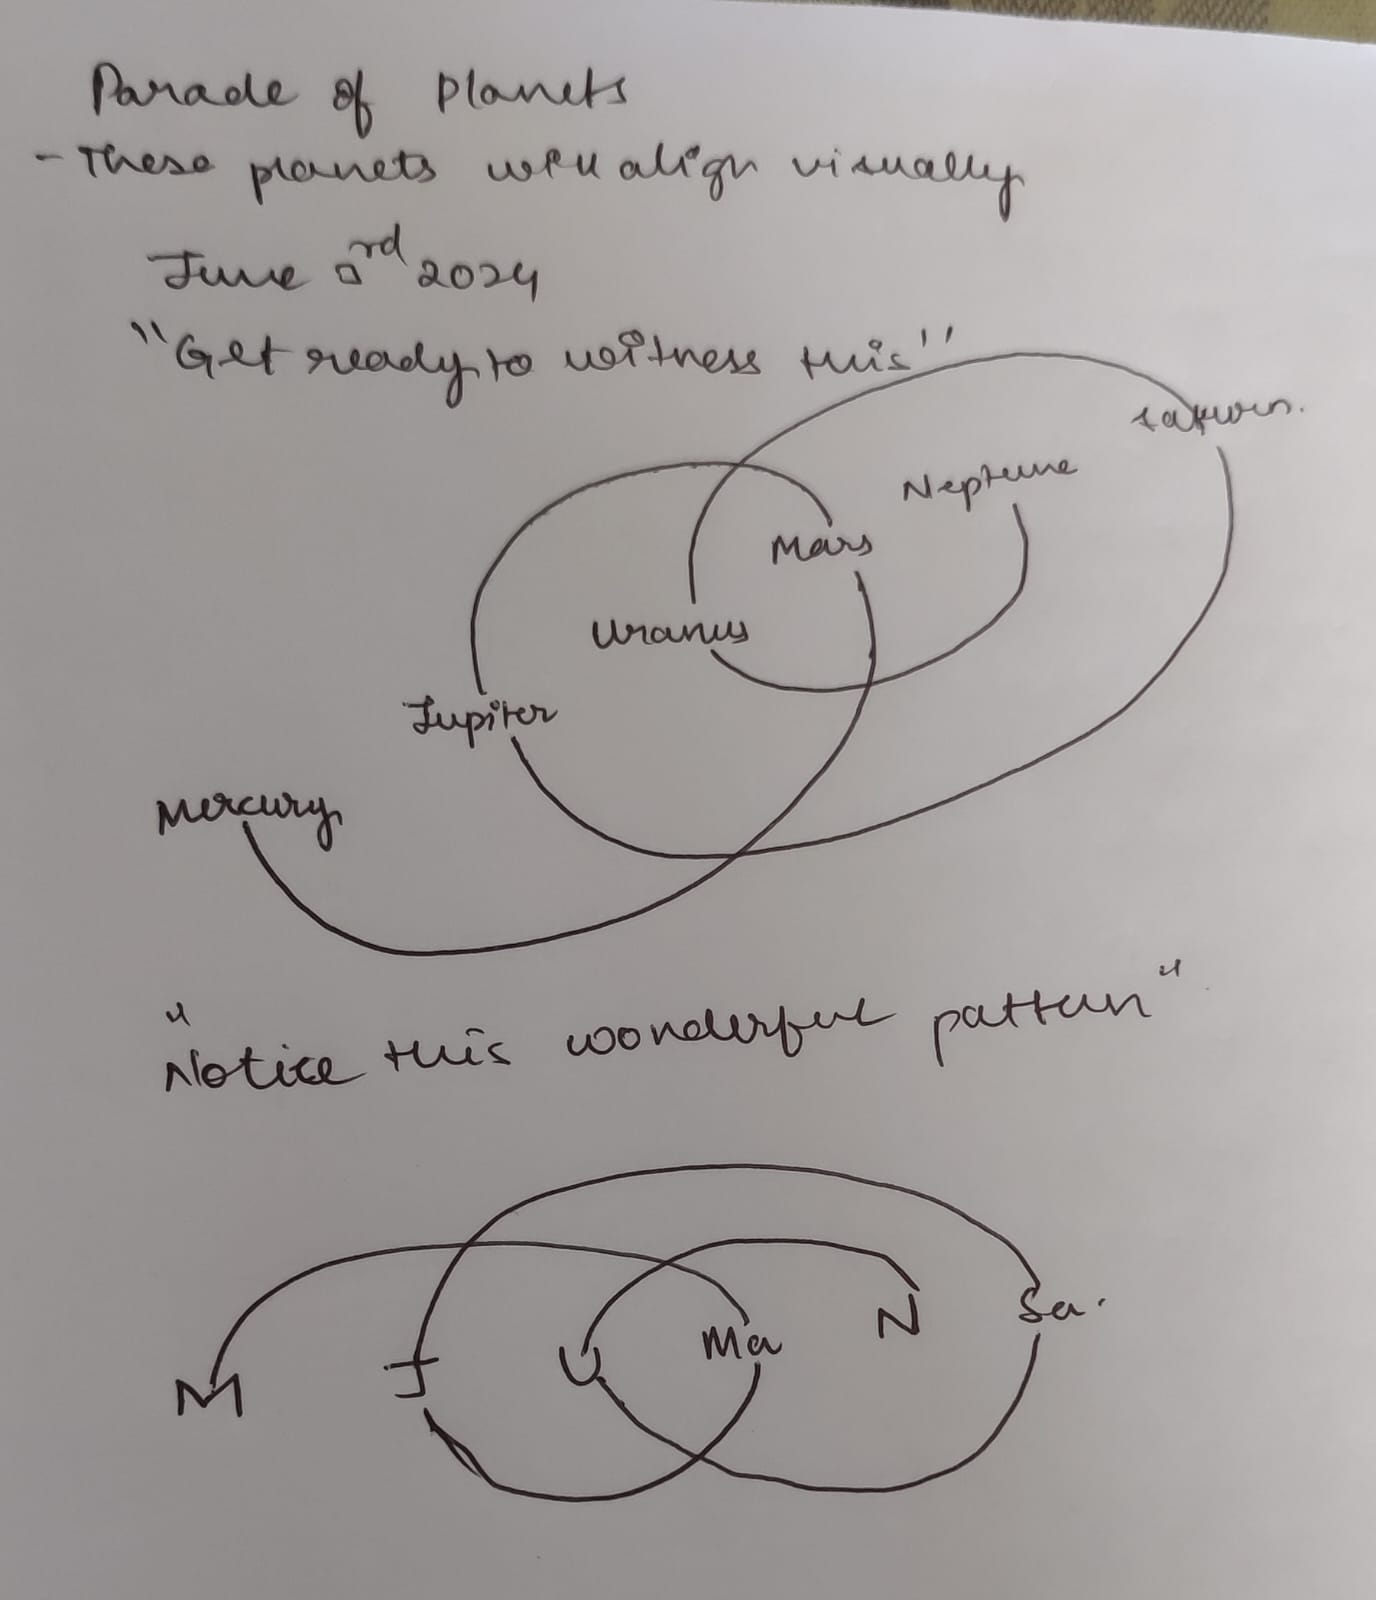 Parade of planets
- These planets will align visually
June 3rd 2024
"Get ready to witness this"
Saturn.
Neptune
Mars
Uranus
Jupiter
Mercury
"Notice this wonderful pattern"
M J U Ma N Sa.